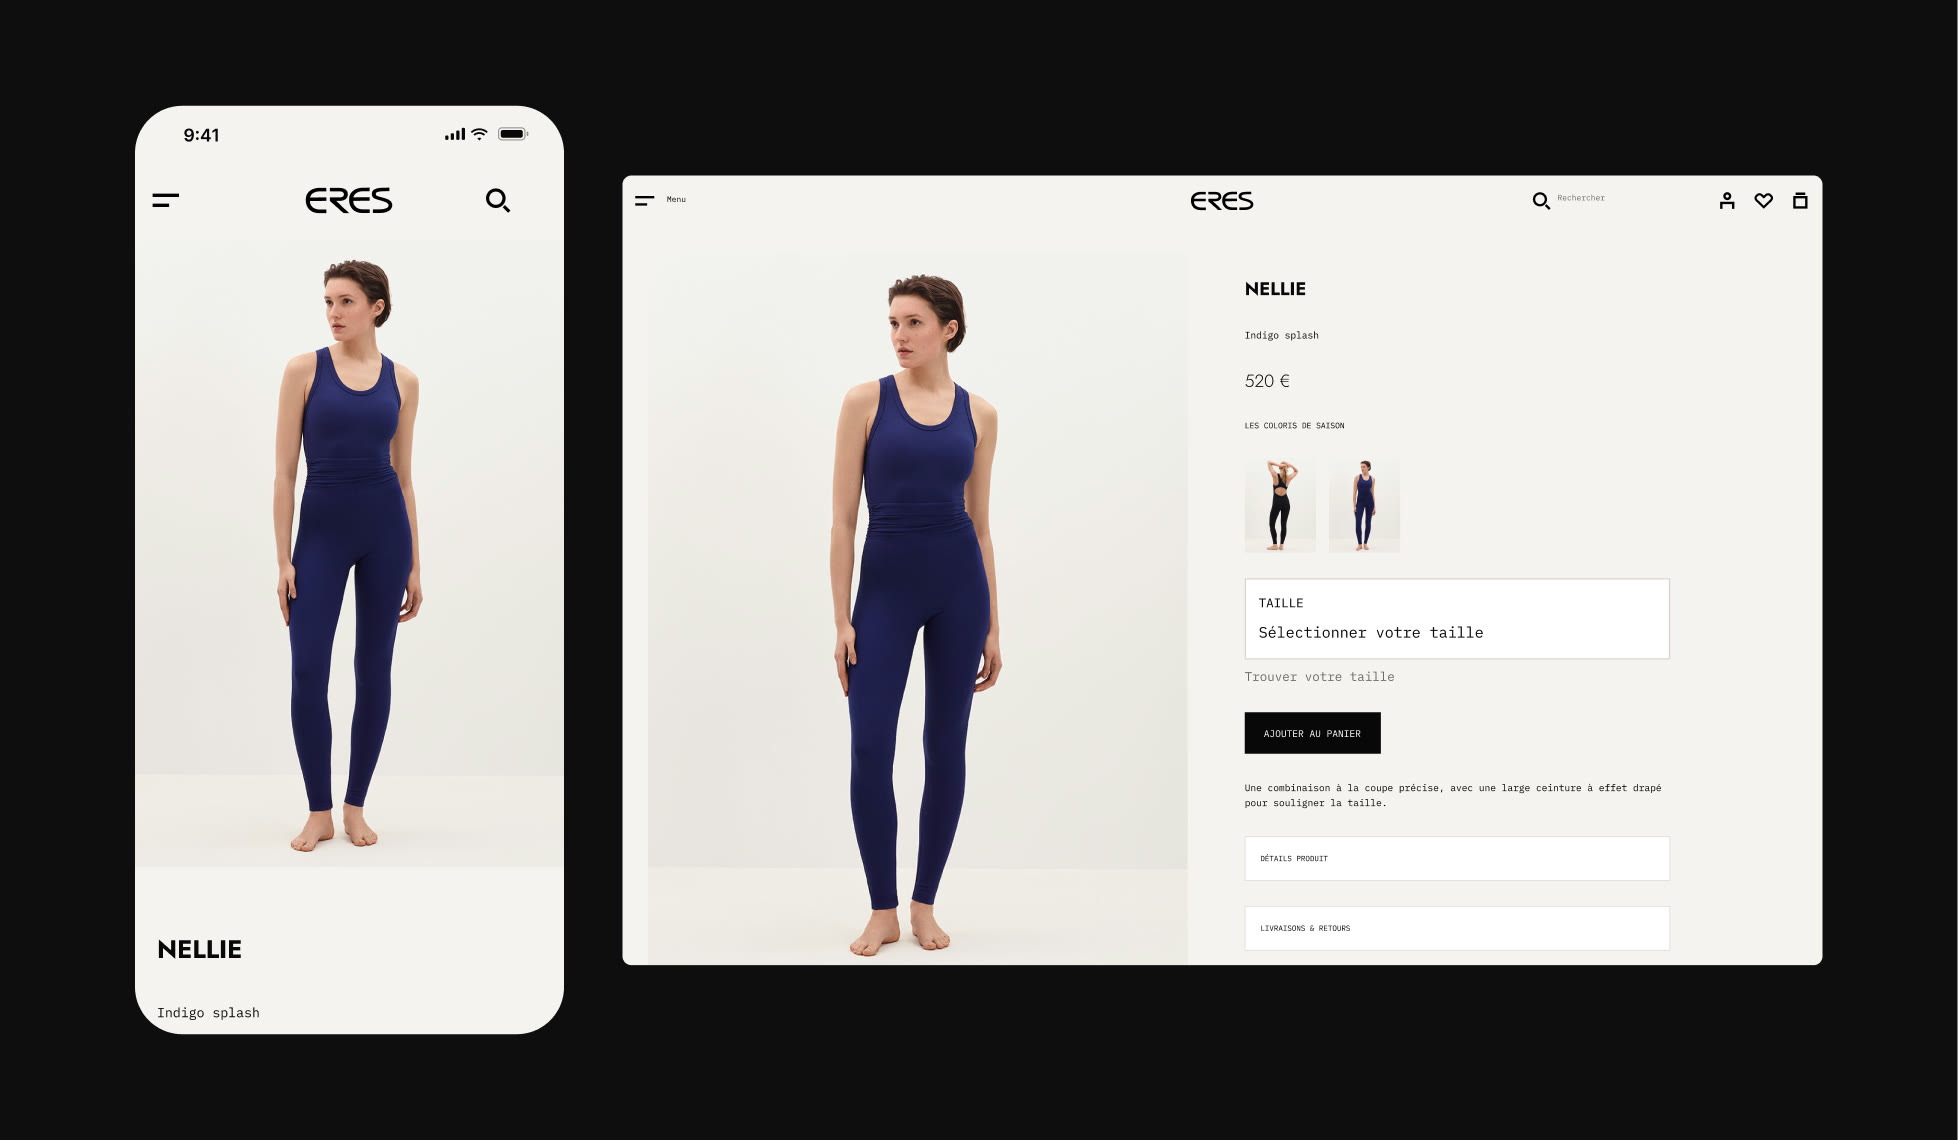 9:41
ERES
NELLIE
Indigo splash
Menu
ERES
Rechercher
NELLIE
Indigo splash
520 €
LES COLORIS DE SAISON
TAILLE
Sélectionner votre taille
Trouver votre taille
AJOUTER AU PANIER
Une combinaison à la coupe précise, avec une large ceinture à effet drapé
pour souligner la taille.
DÉTAILS PRODUIT
LIVRAISONS & RETOURS